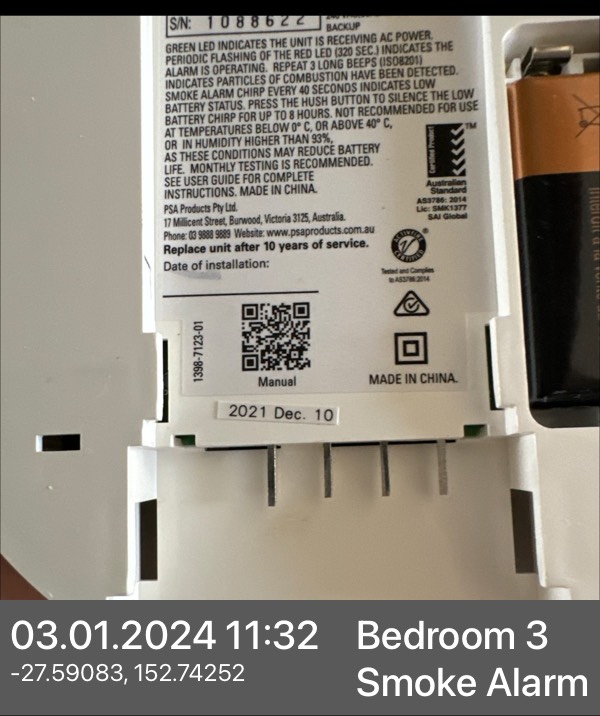 S/N: 1088622
BACKUP
GREEN LED INDICATES THE UNIT IS RECEIVING AC POWER.
PERIODIC FLASHING OF THE RED LED (320 SEC.) INDICATES THE
ALARM IS OPERATING. REPEAT 3 LONG BEEPS (ISO8201)
INDICATES PARTICLES OF COMBUSTION HAVE BEEN DETECTED.
SMOKE ALARM CHIRP EVERY 40 SECONDS INDICATES LOW
BATTERY STATUS. PRESS THE HUSH BUTTON TO SILENCE THE LOW
BATTERY CHIRP FOR UP TO 8 HOURS. NOT RECOMMENDED FOR USE
AT TEMPERATURES BELOW 0° C, OR ABOVE 40° C,
OR IN HUMIDITY HIGHER THAN 93%,
AS THESE CONDITIONS MAY REDUCE BATTERY
LIFE. MONTHLY TESTING IS RECOMMENDED.
SEE USER GUIDE FOR COMPLETE
INSTRUCTIONS. MADE IN CHINA.
PSA Products Pty Ltd.
17 Millicent Street, Burwood, Victoria 3125, Australia.
Phone: 03 9888 9889 Website: www.psaproducts.com.au
Replace unit after 10 years of service.
Date of installation:
Certified Product
TM
Australian
Standard
AS3786: 2014
Lic: SMK1377
SAI Global
Tested and Complies
to AS3786:2014
1398-7123-01
Manual
MADE IN CHINA.
2021 Dec. 10
03.01.2024 11:32
-27.59083, 152.74252
Bedroom 3
Smoke Alarm